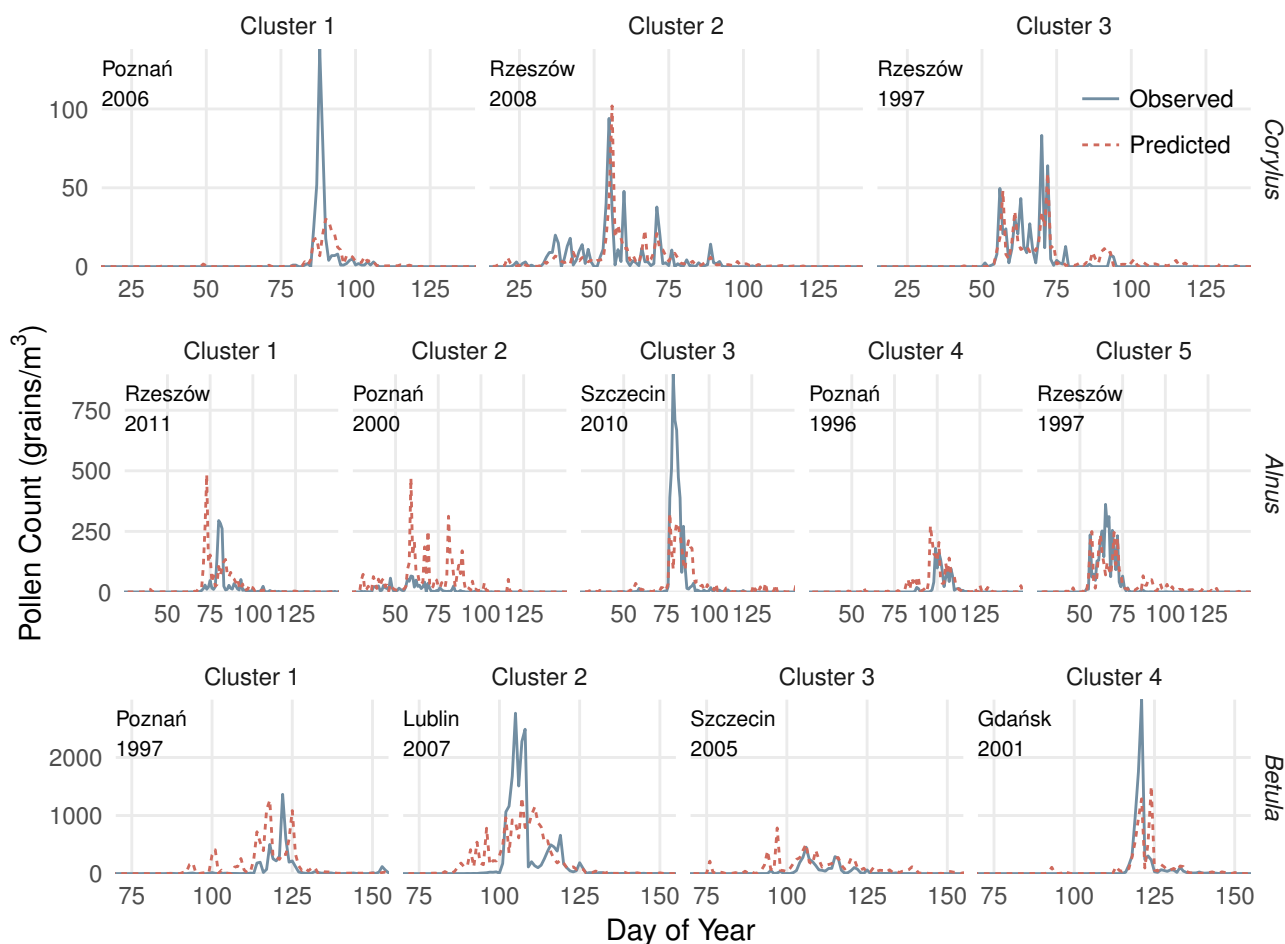 Cluster 1 Cluster 2 Cluster 3
Poznań Rzeszów Rzeszów
2006 2008 1997
Observed
Predicted
Corylus
100
50
0
25 50 75 100 125 25 50 75 100 125 25 50 75 100 125
Pollen Count (grains/m³)
Cluster 1 Cluster 2 Cluster 3 Cluster 4 Cluster 5
Rzeszów Poznań Szczecin Poznań Rzeszów
2011 2000 2010 1996 1997
Alnus
750
500
250
0
50 75 100 125 50 75 100 125 50 75 100 125 50 75 100 125 50 75 100 125
Cluster 1 Cluster 2 Cluster 3 Cluster 4
Poznań Lublin Szczecin Gdańsk
1997 2007 2005 2001
Betula
2000
1000
0
75 100 125 150 75 100 125 150 75 100 125 150 75 100 125 150
Day of Year